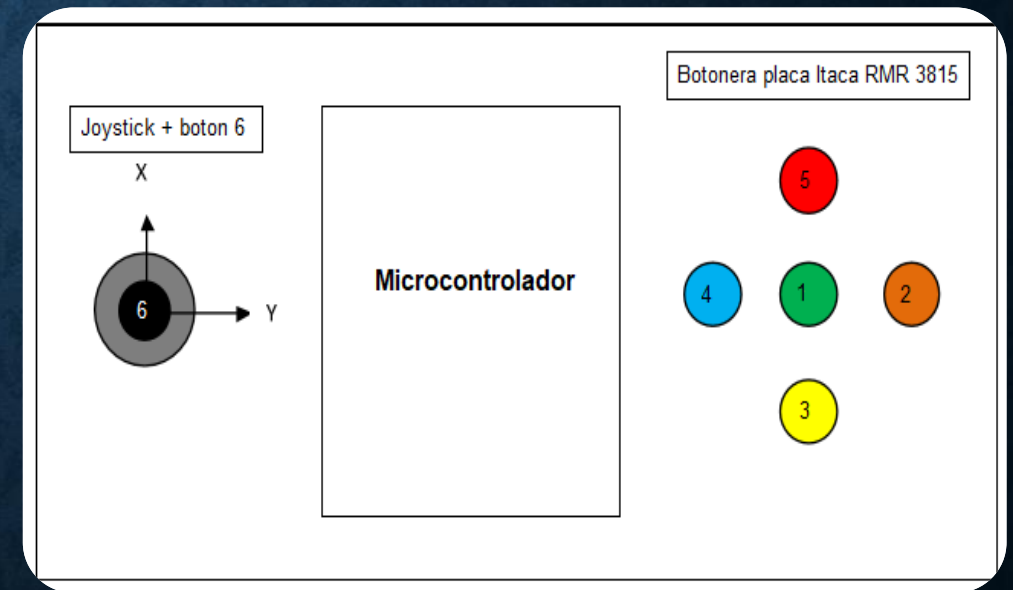 Botonera placa Itaca RMR 3815
Joystick + boton 6
X
5
Microcontrolador
4
1
2
6
Y
3